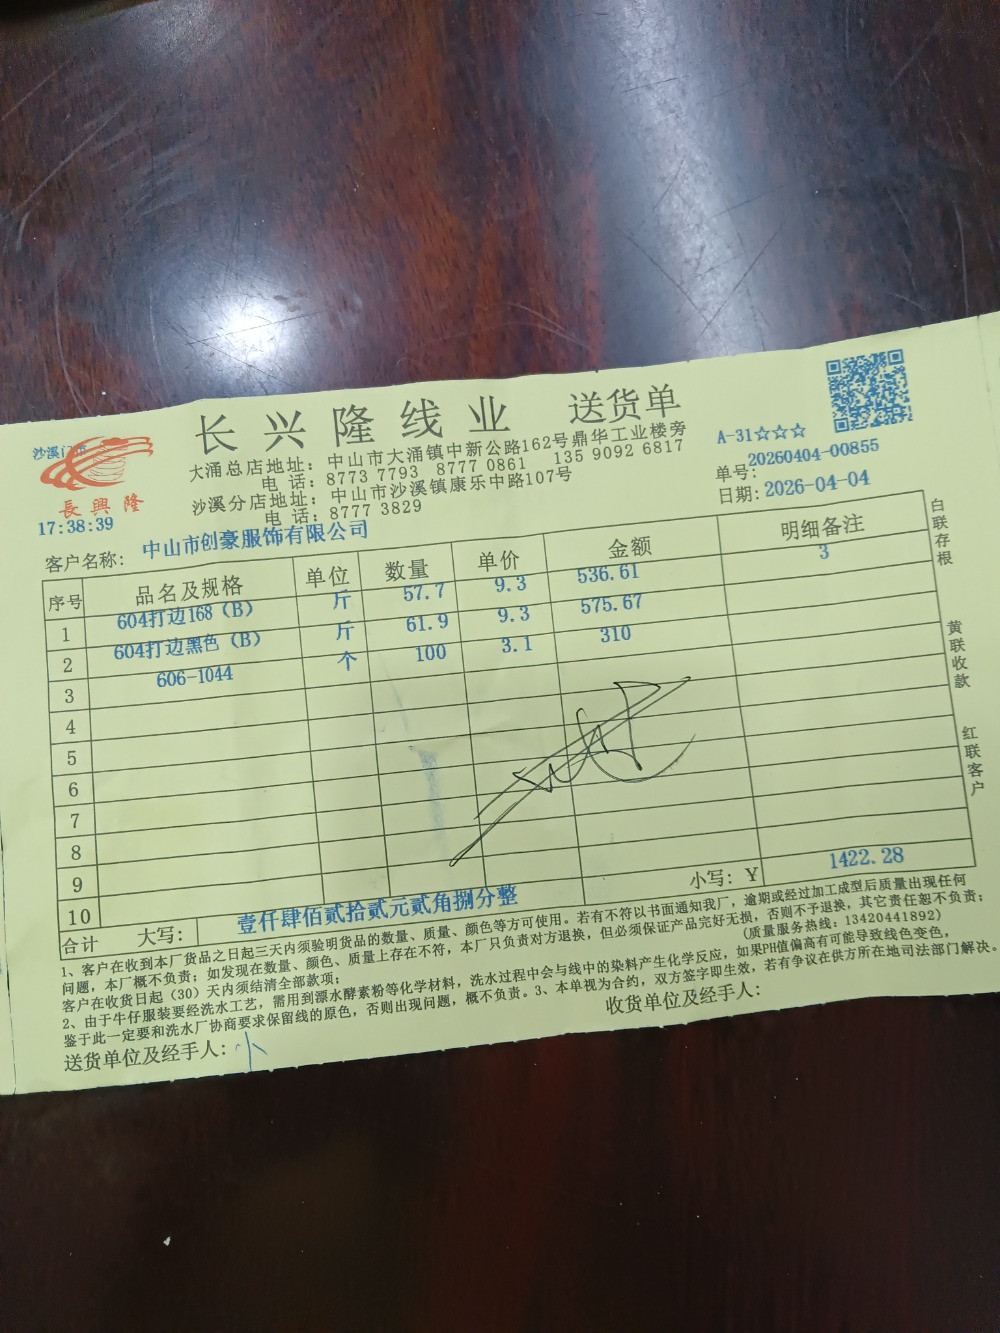 长兴隆线业 送货单
沙溪门市
長興隆
17:38:39
大涌总店地址：中山市大涌镇中新公路162号鼎华工业楼旁
电 话：8773 7793 8777 0861 135 9092 6817
沙溪分店地址：中山市沙溪镇康乐中路107号
电 话：8777 3829
A-31☆☆☆
单号：20260404-00855
日期：2026-04-04
客户名称：中山市创豪服饰有限公司
序号 品名及规格 单位 数量 单价 金额 明细备注
1 604打边168（B） 斤 57.7 9.3 536.61 3
2 604打边黑色（B） 斤 61.9 9.3 575.67
3 606-1044 个 100 3.1 310
4
5
6
7
8
9
10
合计 大写：壹仟肆佰贰拾贰元贰角捌分整 小写：Y 1422.28
白联存根
黄联收款
红联客户
1、客户在收到本厂货品之日起三天内须验明货品的数量、质量、颜色等方可使用。若有不符以书面通知我厂，逾期或经过加工成型后质量出现任何
问题，本厂概不负责；如发现在数量、颜色、质量上存在不符，本厂只负责对方退换，但必须保证产品完好无损，否则不予退换，其它责任恕不负责；
客户在收货日起（30）天内须结清全部款项； （质量服务热线：13420441892）
2、由于牛仔服装要经洗水工艺，需用到漂水酵素粉等化学材料，洗水过程中会与线中的染料产生化学反应，如果PH值偏高有可能导致线色变色，
鉴于此一定要和洗水厂协商要求保留线的原色，否则出现问题，概不负责。3、本单视为合约，双方签字即生效，若有争议在供方所在地司法部门解决。
送货单位及经手人： 收货单位及经手人：